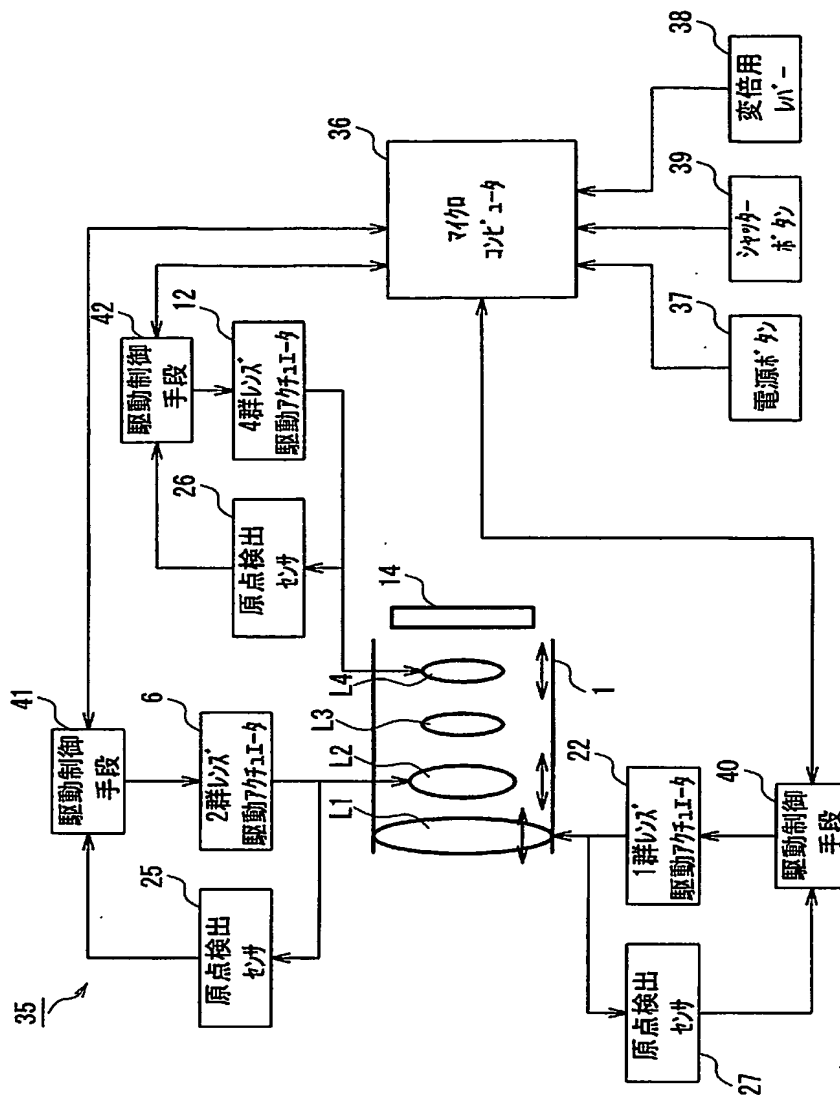 35
41
駆動制御
手段
6
2群レンズ
駆動アクチュエータ
25
原点検出
センサ
42
駆動制御
手段
12
4群レンズ
駆動アクチュエータ
26
原点検出
センサ
36
マイクロ
コンピュータ
38
変倍用
レバー
39
シャッター
ボタン
37
電源ボタン
14
L4
L3
L2
L1
1
22
1群レンズ
駆動アクチュエータ
40
駆動制御
手段
原点検出
センサ
27